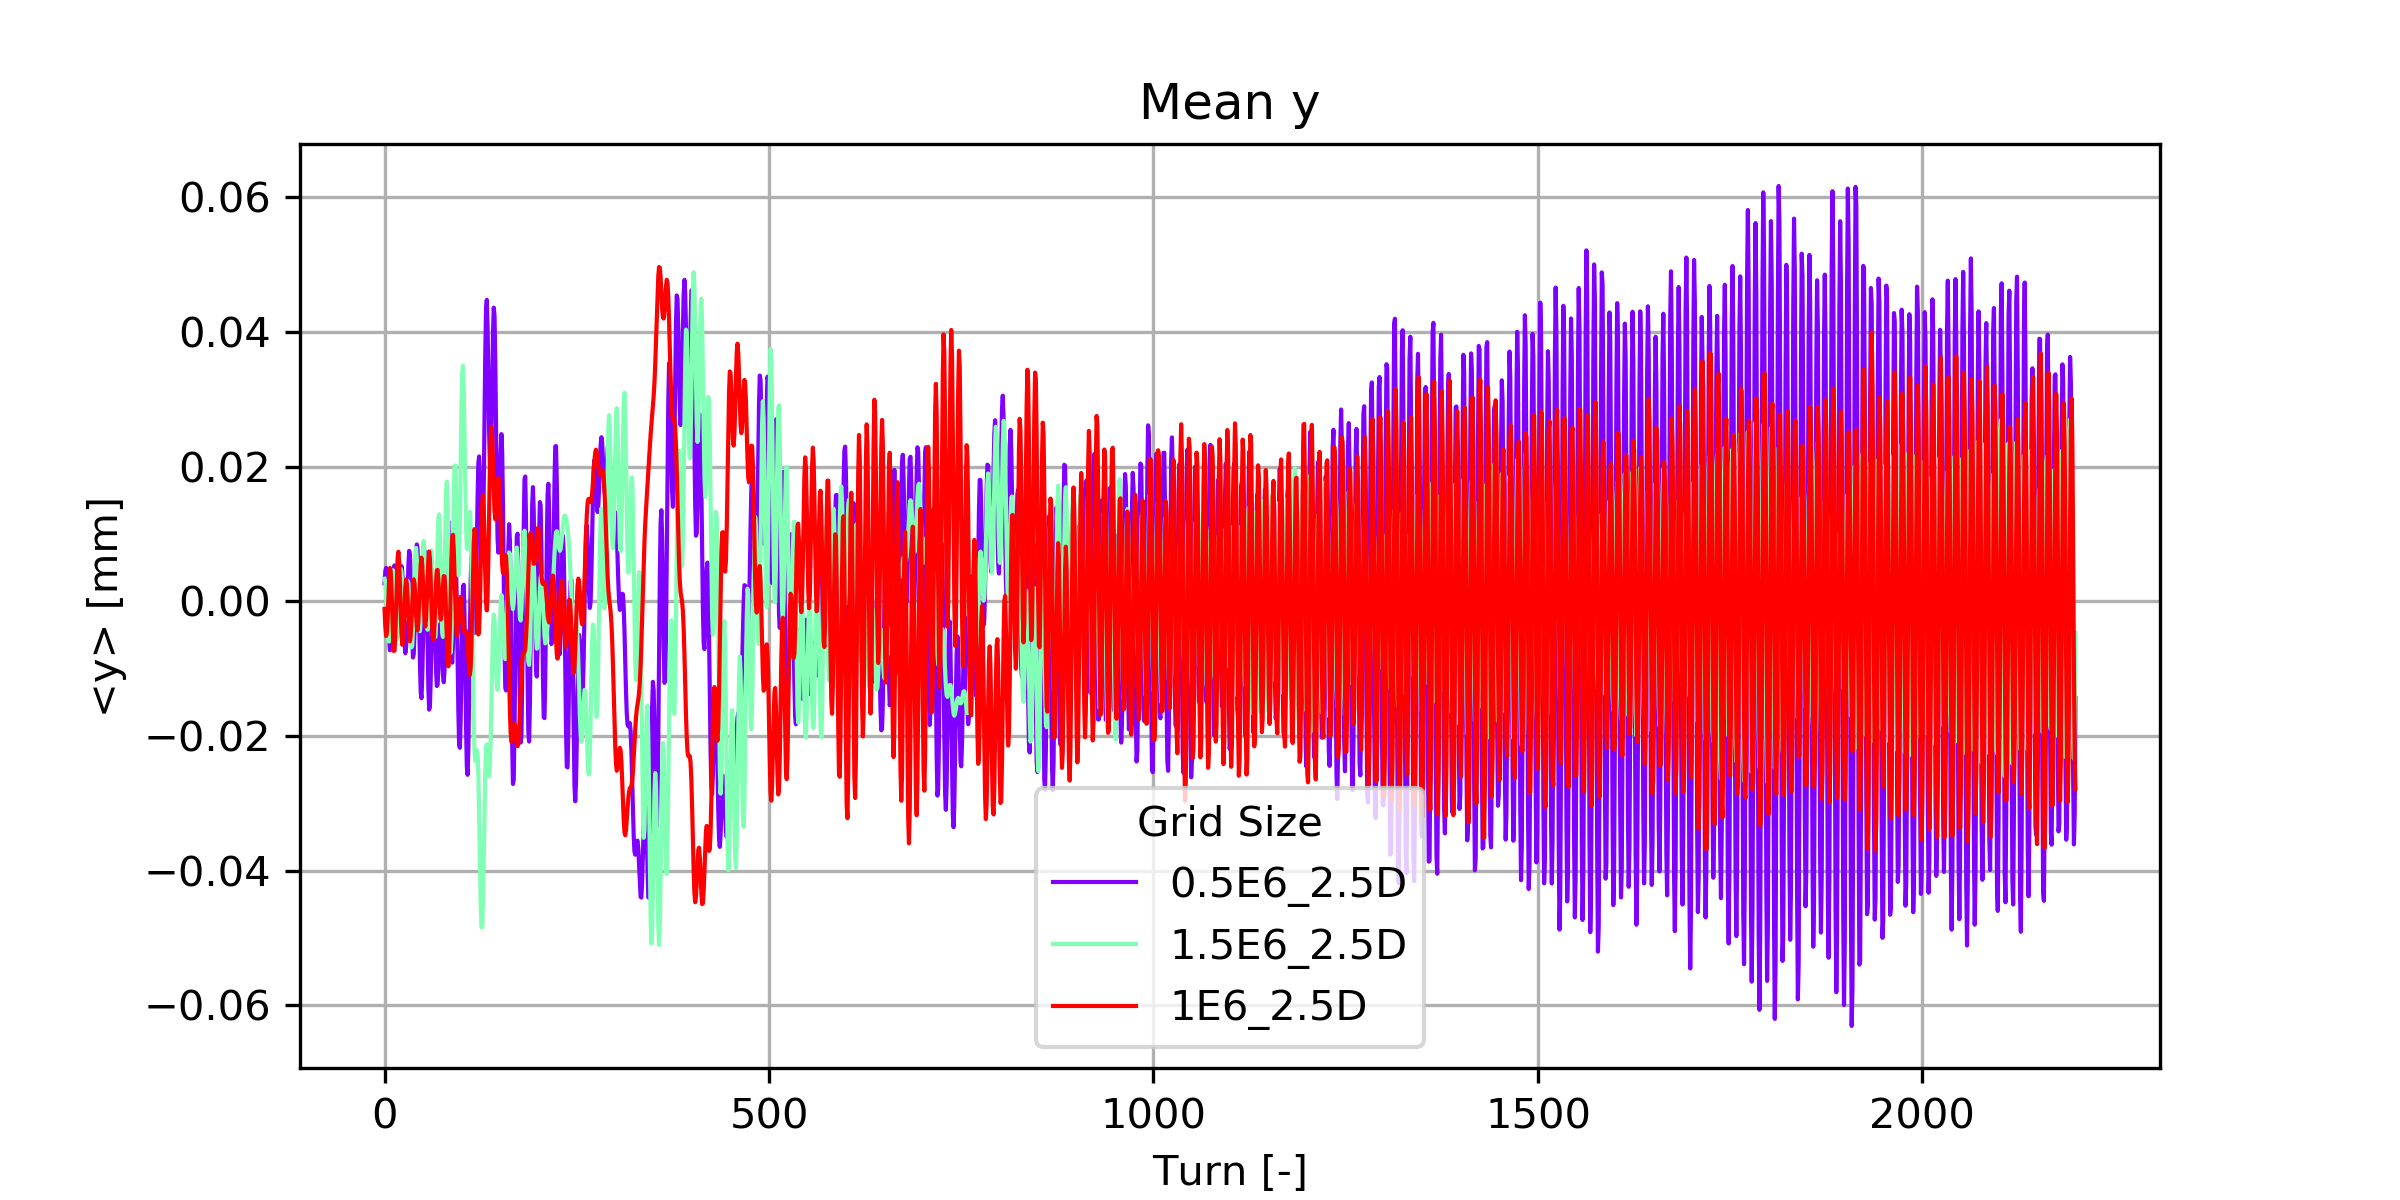 Mean y
<y> [mm]
0.06
0.04
0.02
0.00
−0.02
−0.04
−0.06
Grid Size
0.5E6_2.5D
1.5E6_2.5D
1E6_2.5D
0 500 1000 1500 2000
Turn [-]